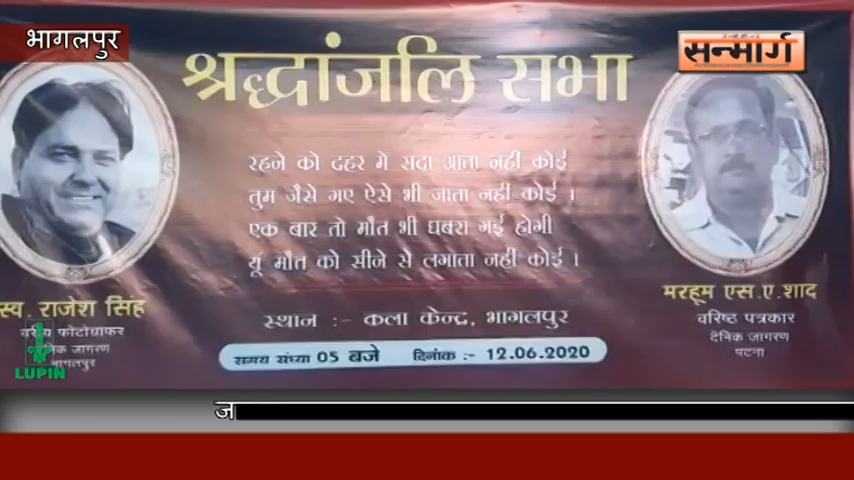 भागलपुर
सन्मार्ग
श्रद्धांजलि सभा
रहने को दहर में सदा आता नहीं कोई
तुम जैसे गए ऐसे भी जाता नहीं कोई ।
एक बार तो मौत भी घबरा गई होगी
यूं मौत को सीने से लगाता नहीं कोई ।
स्व. राजेश सिंह
फोटोग्राफर
जागरण
भागलपुर
मरहूम एस.ए.शाद
वरिष्ठ पत्रकार
दैनिक जागरण
पटना
स्थान :- कला केन्द्र, भागलपुर
समय संध्या 05 बजे दिनांक :- 12.06.2020
LUPIN
ज